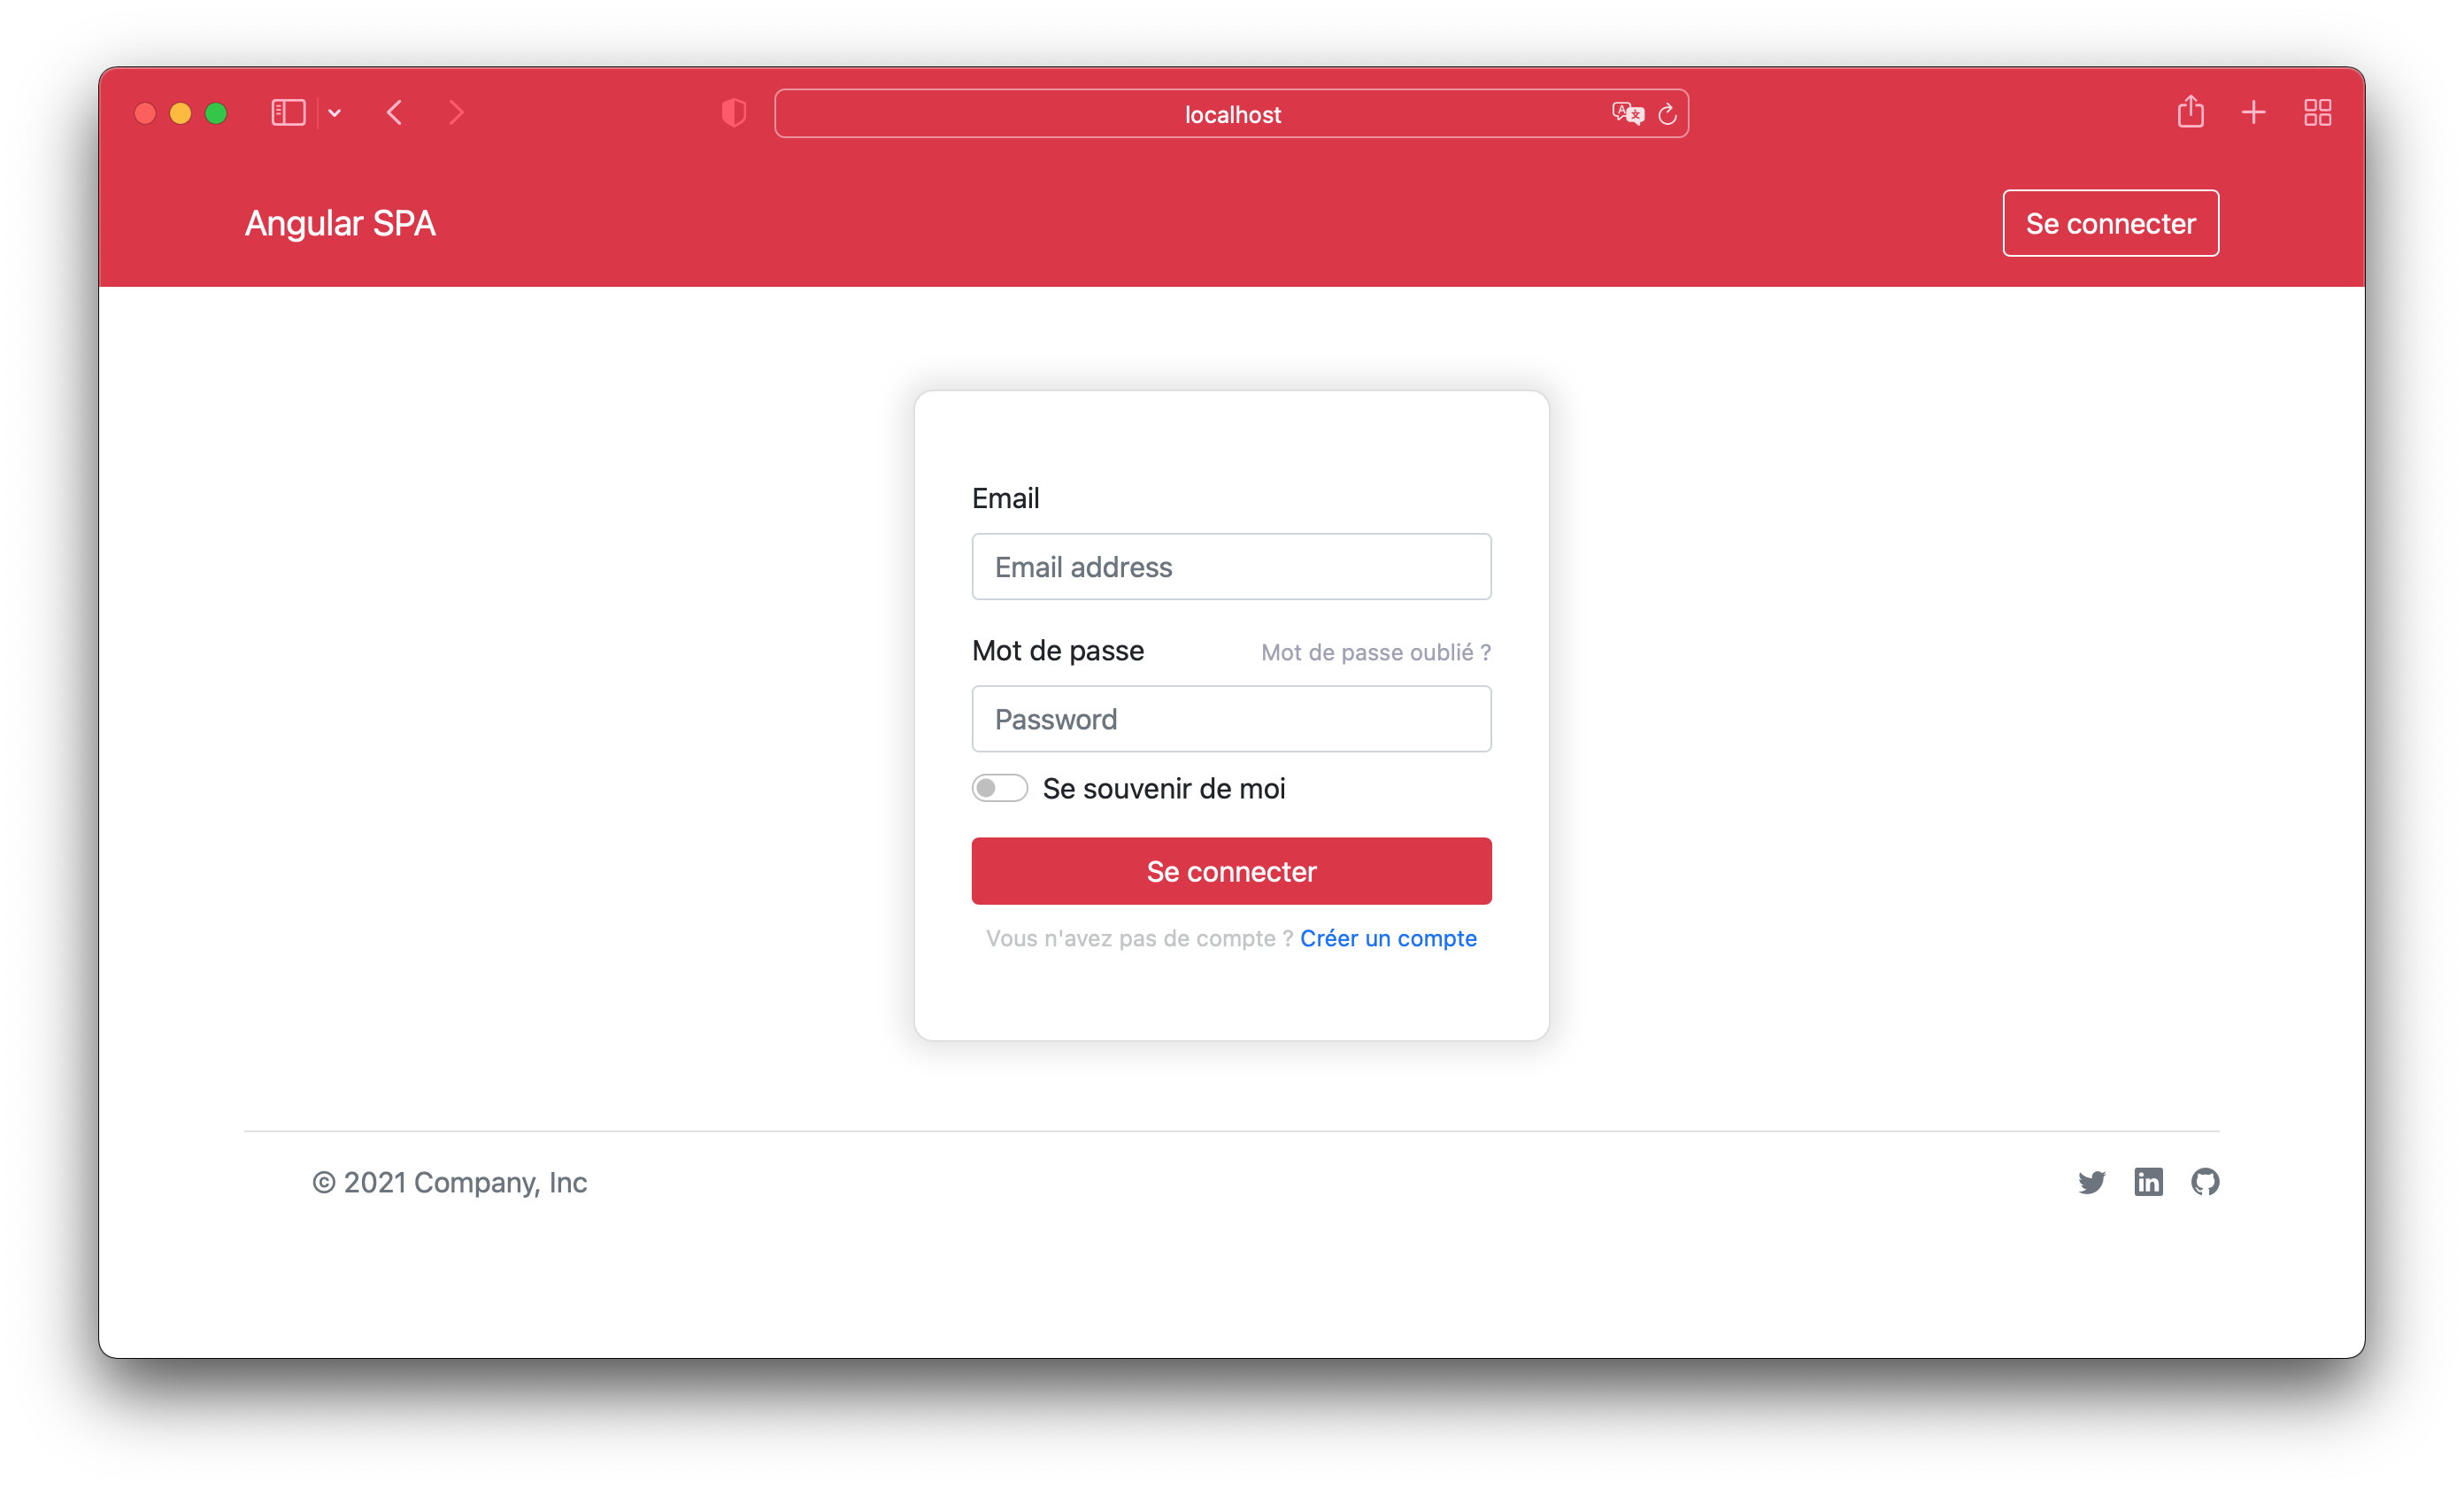 localhost
Angular SPA
Se connecter
Email
Email address
Mot de passe
Mot de passe oublié ?
Password
Se souvenir de moi
Se connecter
Vous n'avez pas de compte ? Créer un compte
© 2021 Company, Inc